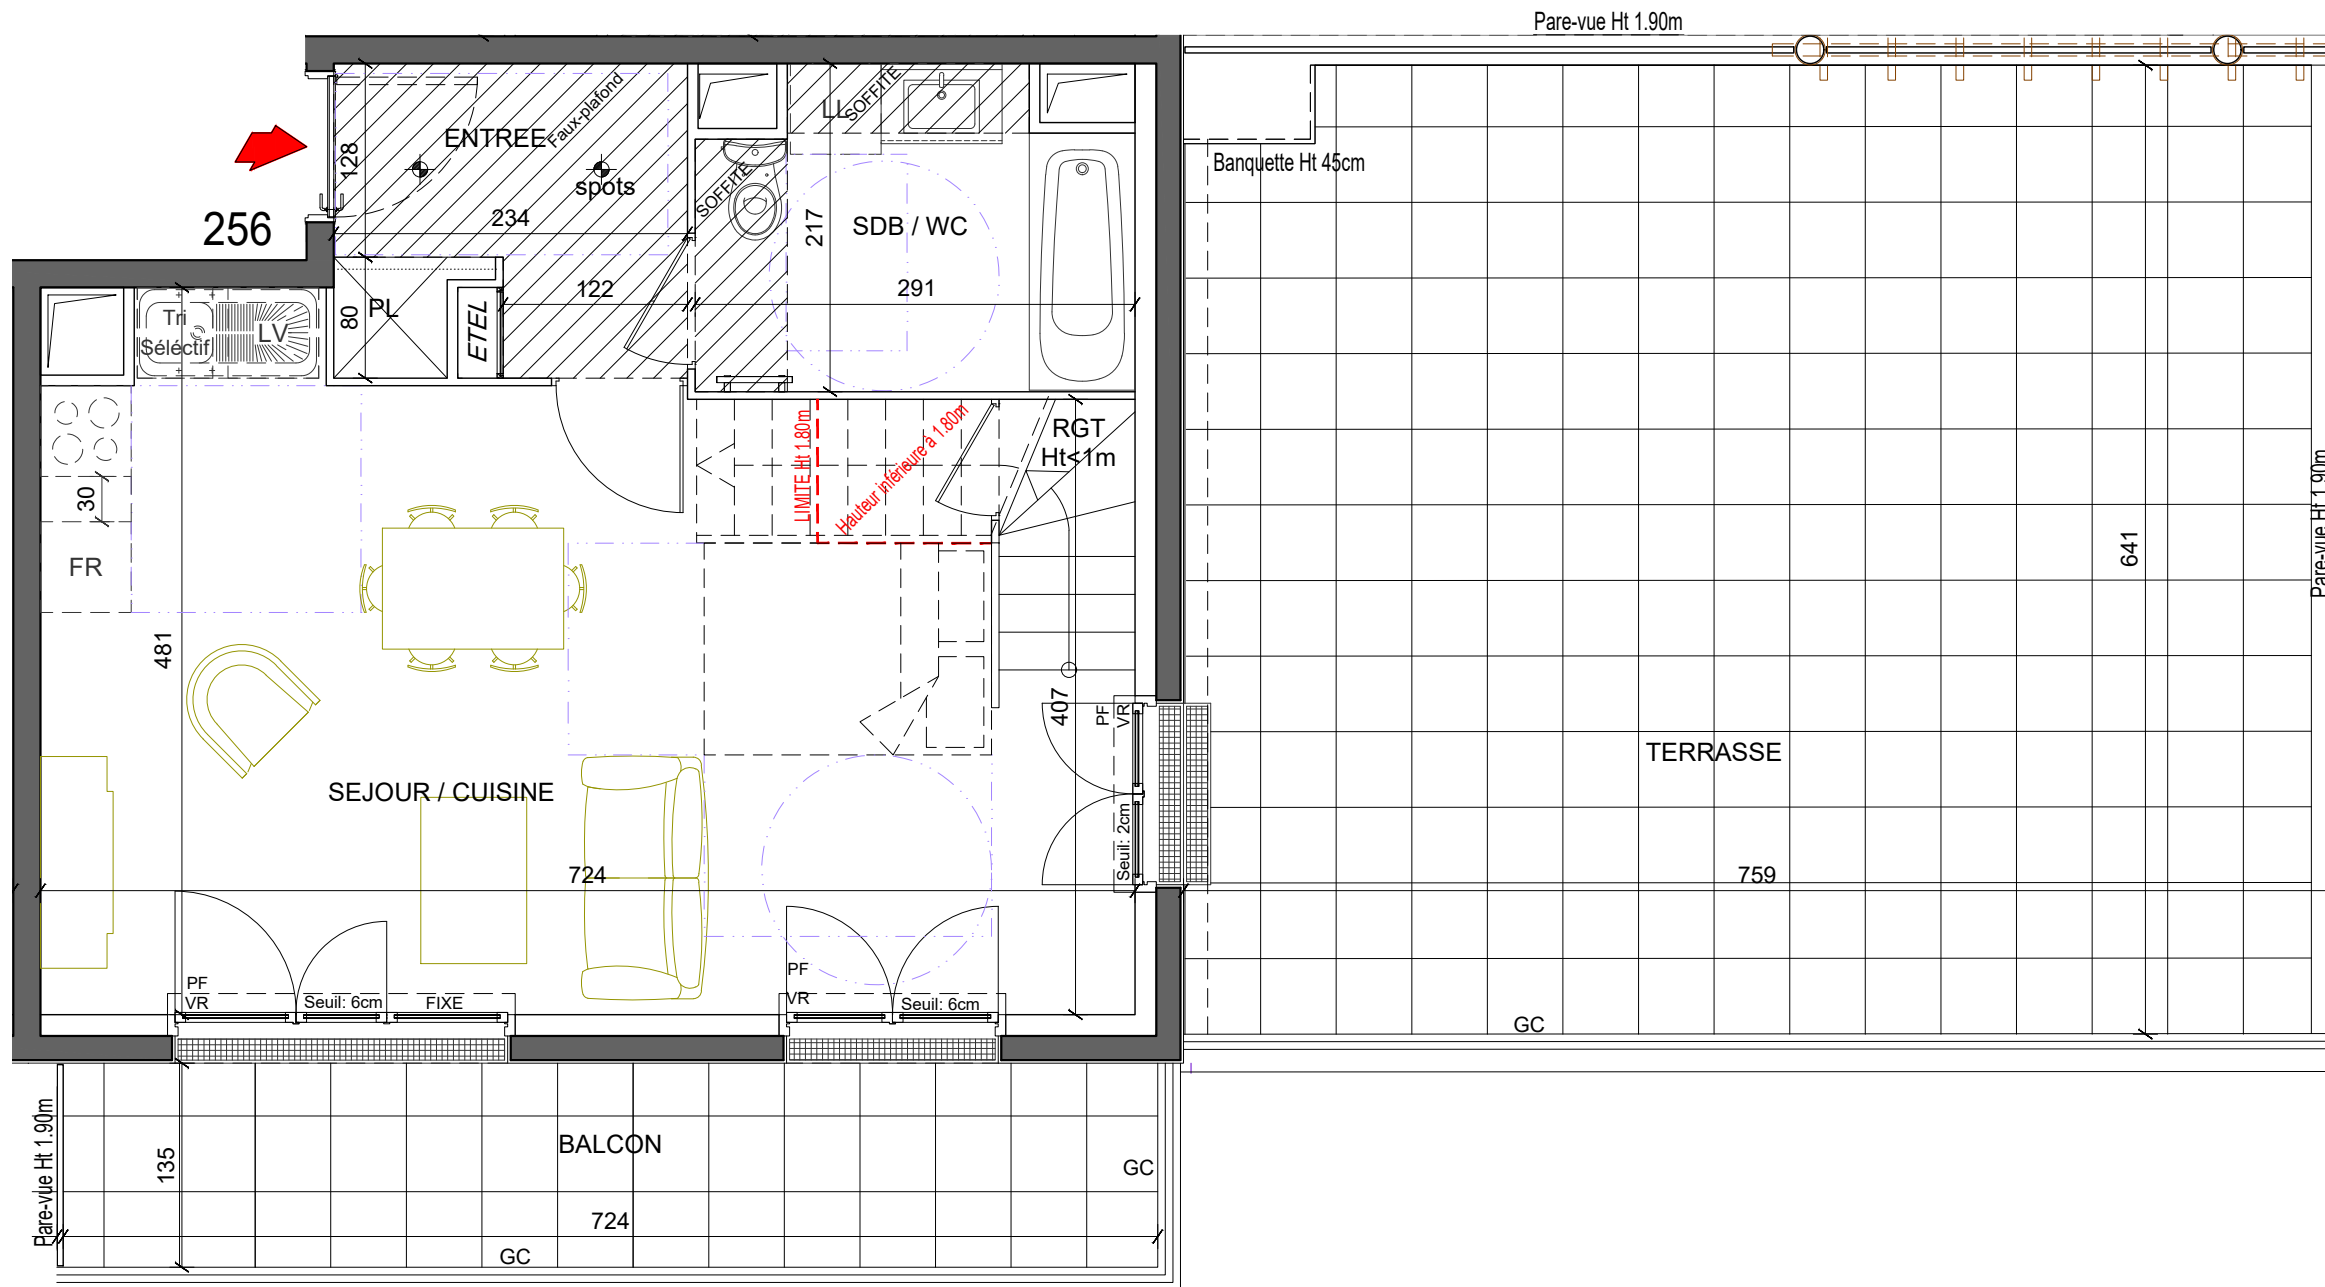 Pare-vue Ht 1.90m
ENTREE
Faux-plafond
spots
128
234
256
SOFFITE
LL
SOFFITE
217
SDB / WC
291
122
Banquette Ht 45cm
80
PL
ETEL
Tri
Séléctif
LV
30
FR
LIMITE Ht 1.80m
Hauteur inférieure à 1.80m
RGT
Ht<1m
481
407
641
Pare-vue Ht 1.90m
PF
VR
Seuil: 2cm
TERRASSE
SEJOUR / CUISINE
724
759
PF
VR
Seuil: 6cm
FIXE
PF
VR
Seuil: 6cm
GC
Pare-vue Ht 1.90m
135
BALCON
GC
724
GC